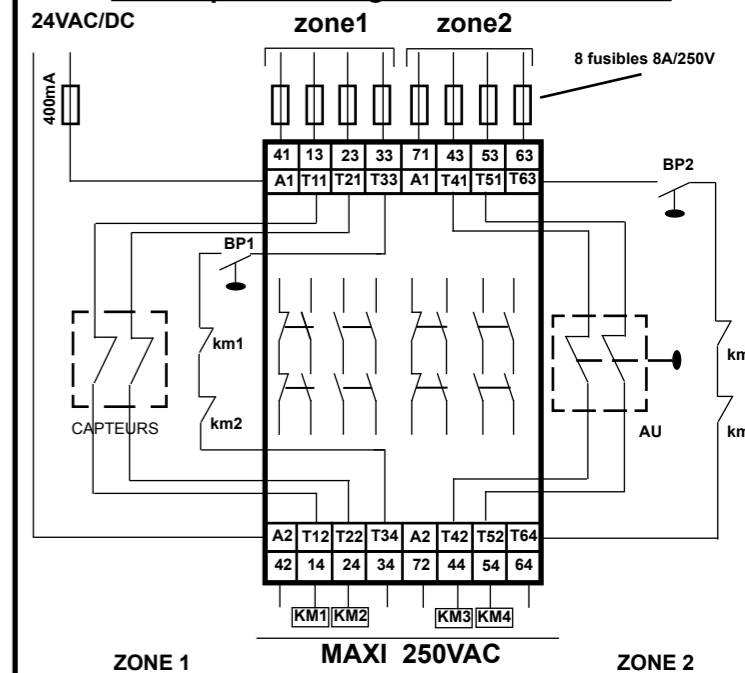 24VAC/DC
zone1 zone2
8 fusibles 8A/250V
400mA
41 13 23 33 71 43 53 63
A1 T11 T21 T33 A1 T41 T51 T63
BP2
BP1
km1
km
CAPTEURS
km2
AU
km
A2 T12 T22 T34 A2 T42 T52 T64
42 14 24 34 72 44 54 64
KM1 KM2 KM3 KM4
ZONE 1
MAXI 250VAC
ZONE 2